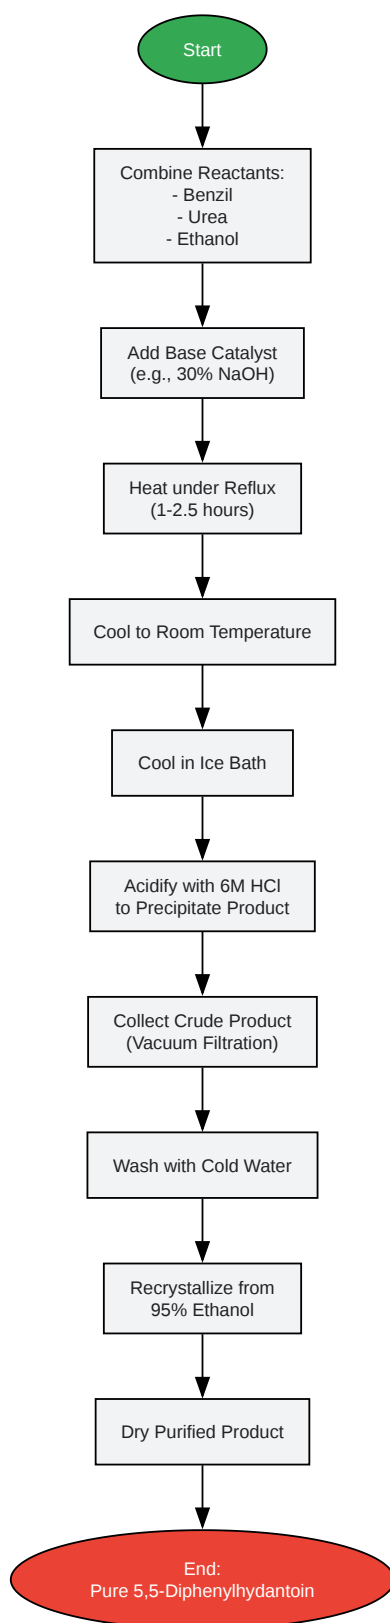 Start
Combine Reactants:
- Benzil
- Urea
- Ethanol
Add Base Catalyst
(e.g., 30% NaOH)
Heat under Reflux
(1-2.5 hours)
Cool to Room Temperature
Cool in Ice Bath
Acidify with 6M HCl
to Precipitate Product
Collect Crude Product
(Vacuum Filtration)
Wash with Cold Water
Recrystallize from
95% Ethanol
Dry Purified Product
End:
Pure 5,5-Diphenylhydantoin